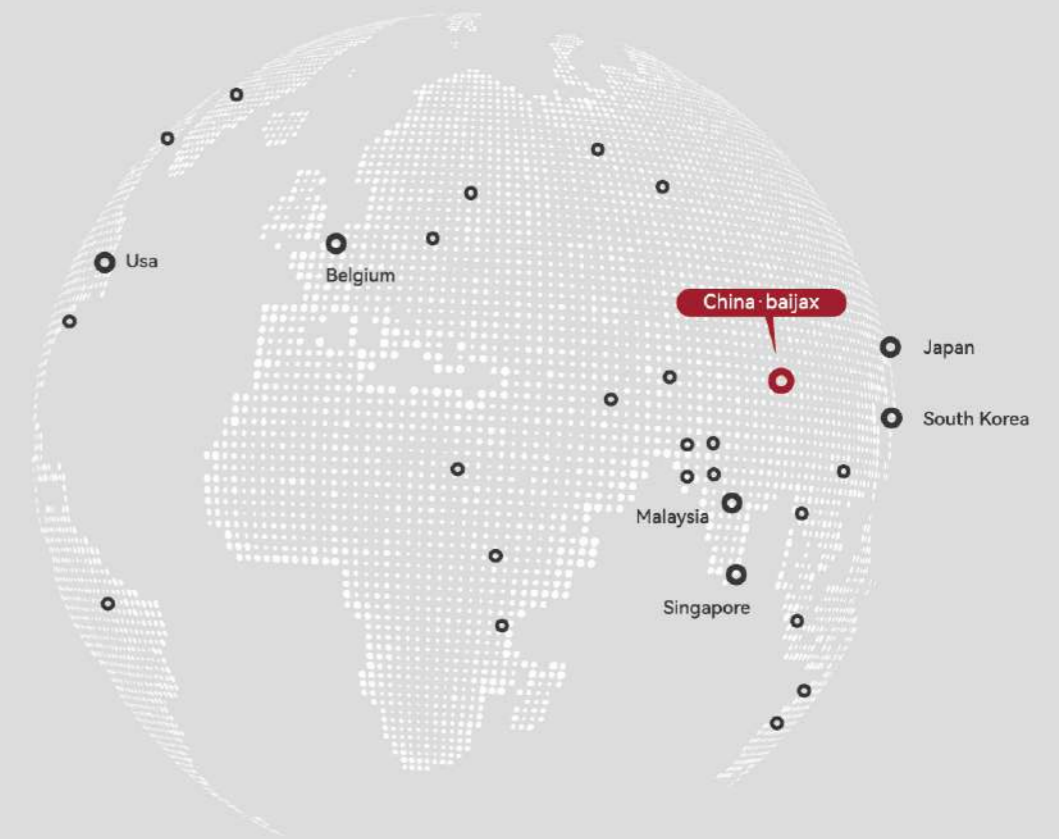 Usa
Belgium
China·baijax
Japan
South Korea
Malaysia
Singapore